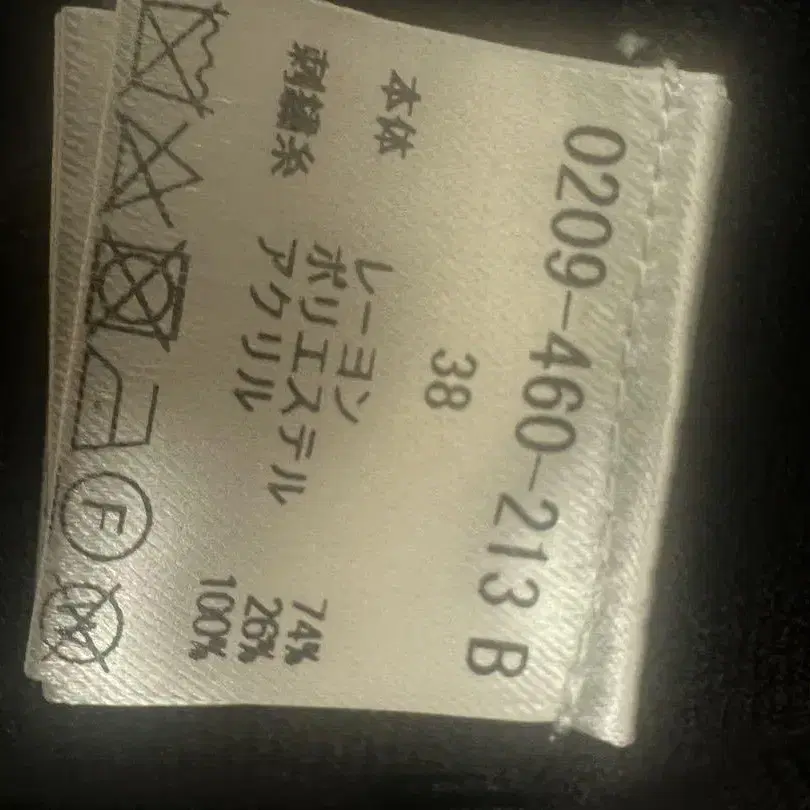 0209-460-213 B
38
本体 レーヨン 74%
ポリエステル 26%
刺繍糸 アクリル 100%
F
W